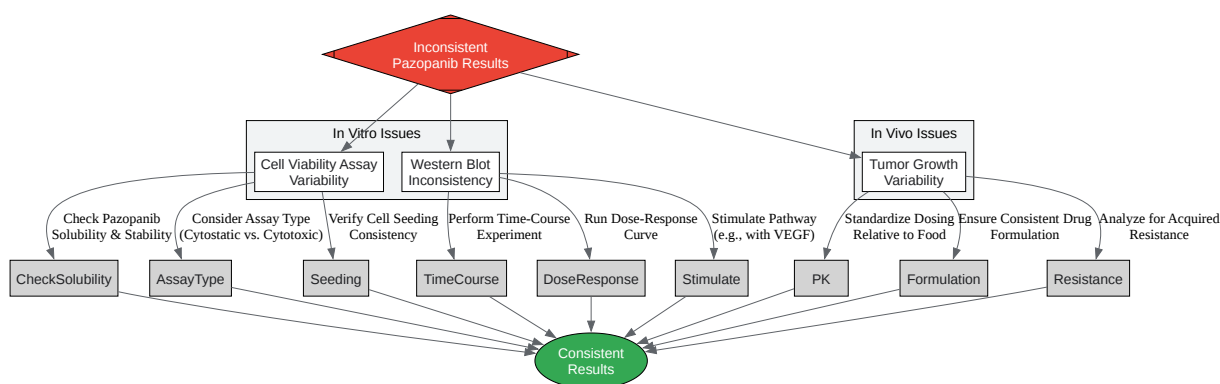 Inconsistent
Pazopanib Results
In Vitro Issues
In Vivo Issues
Cell Viability Assay
Variability
Western Blot
Inconsistency
Tumor Growth
Variability
Check Pazopanib
Solubility & Stability
Consider Assay Type
(Cytostatic vs. Cytotoxic)
Verify Cell Seeding
Consistency
Perform Time-Course
Experiment
Run Dose-Response
Curve
Stimulate Pathway
(e.g., with VEGF)
Standardize Dosing
Relative to Food
Ensure Consistent Drug
Formulation
Analyze for Acquired
Resistance
CheckSolubility
AssayType
Seeding
TimeCourse
DoseResponse
Stimulate
PK
Formulation
Resistance
Consistent
Results